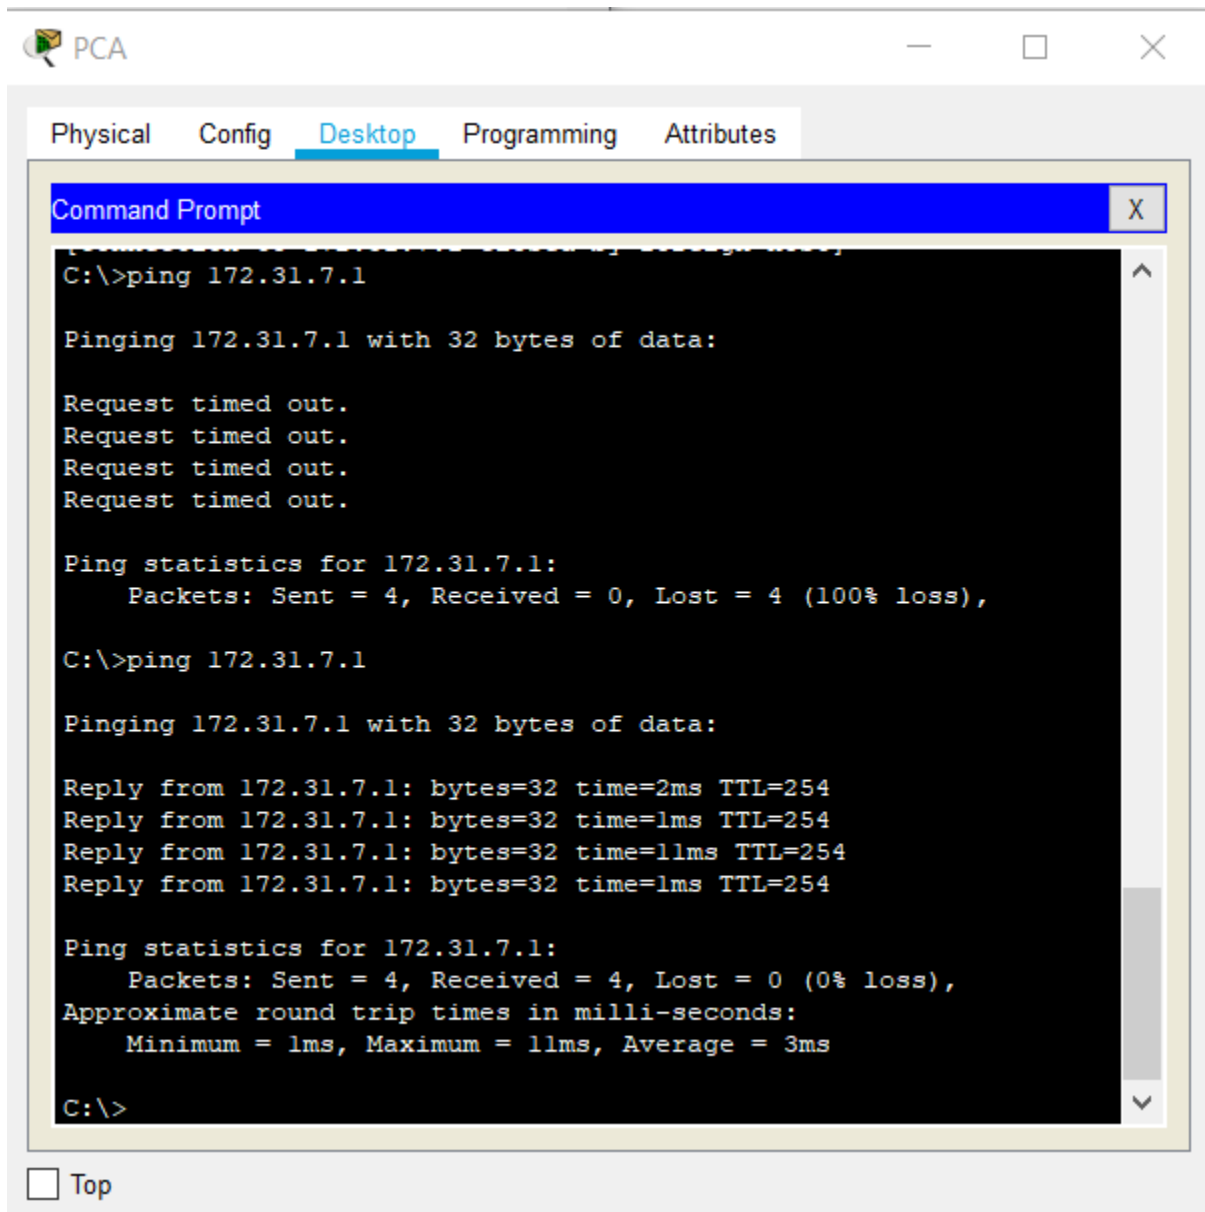 PCA
Physical Config Desktop Programming Attributes
Command Prompt X
C:\>ping 172.31.7.1
Pinging 172.31.7.1 with 32 bytes of data:
Request timed out.
Request timed out.
Request timed out.
Request timed out.
Ping statistics for 172.31.7.1:
Packets: Sent = 4, Received = 0, Lost = 4 (100% loss),
C:\>ping 172.31.7.1
Pinging 172.31.7.1 with 32 bytes of data:
Reply from 172.31.7.1: bytes=32 time=2ms TTL=254
Reply from 172.31.7.1: bytes=32 time=1ms TTL=254
Reply from 172.31.7.1: bytes=32 time=11ms TTL=254
Reply from 172.31.7.1: bytes=32 time=1ms TTL=254
Ping statistics for 172.31.7.1:
Packets: Sent = 4, Received = 4, Lost = 0 (0% loss),
Approximate round trip times in milli-seconds:
Minimum = 1ms, Maximum = 11ms, Average = 3ms
C:\>
Top